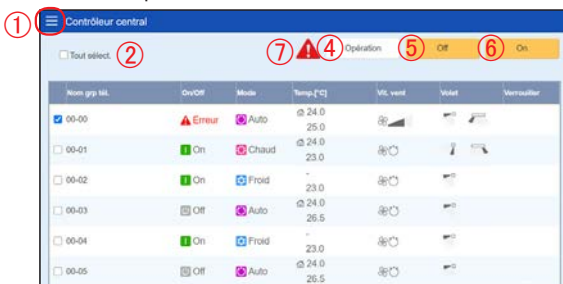 ① Contrôleur central
Tout sélect. ② ⑦ ④ Opération ⑤ Off ⑥ On
Nom grp tél. On/Off Mode Temp.[°C] Vit. vent Volet Verrouiller
00-00 Erreur Auto 24.0
25.0
00-01 On Chaud 24.0
23.0
00-02 On Froid -
23.0
00-03 Off Auto 24.0
26.5
00-04 On Froid -
23.0
00-05 Off Auto 24.0
26.5